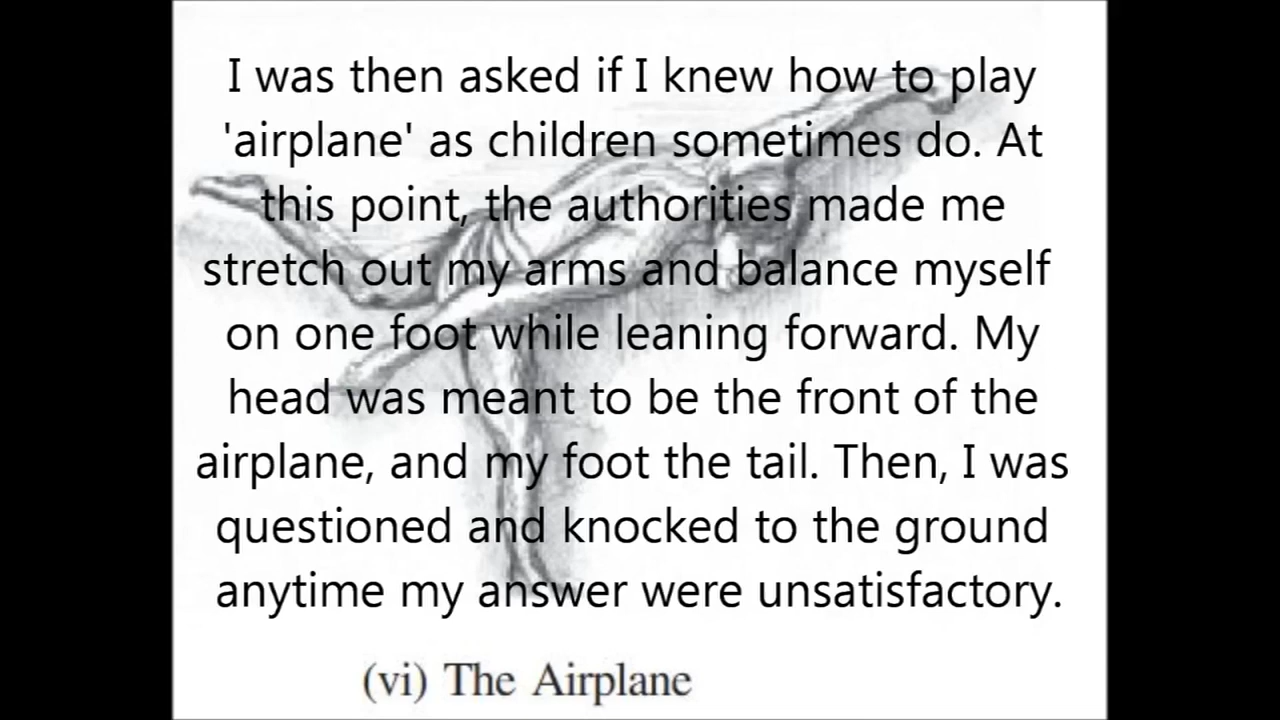 I was then asked if I knew how to play
'airplane' as children sometimes do. At
this point, the authorities made me
stretch out my arms and balance myself
on one foot while leaning forward. My
head was meant to be the front of the
airplane, and my foot the tail. Then, I was
questioned and knocked to the ground
anytime my answer were unsatisfactory.
(vi) The Airplane